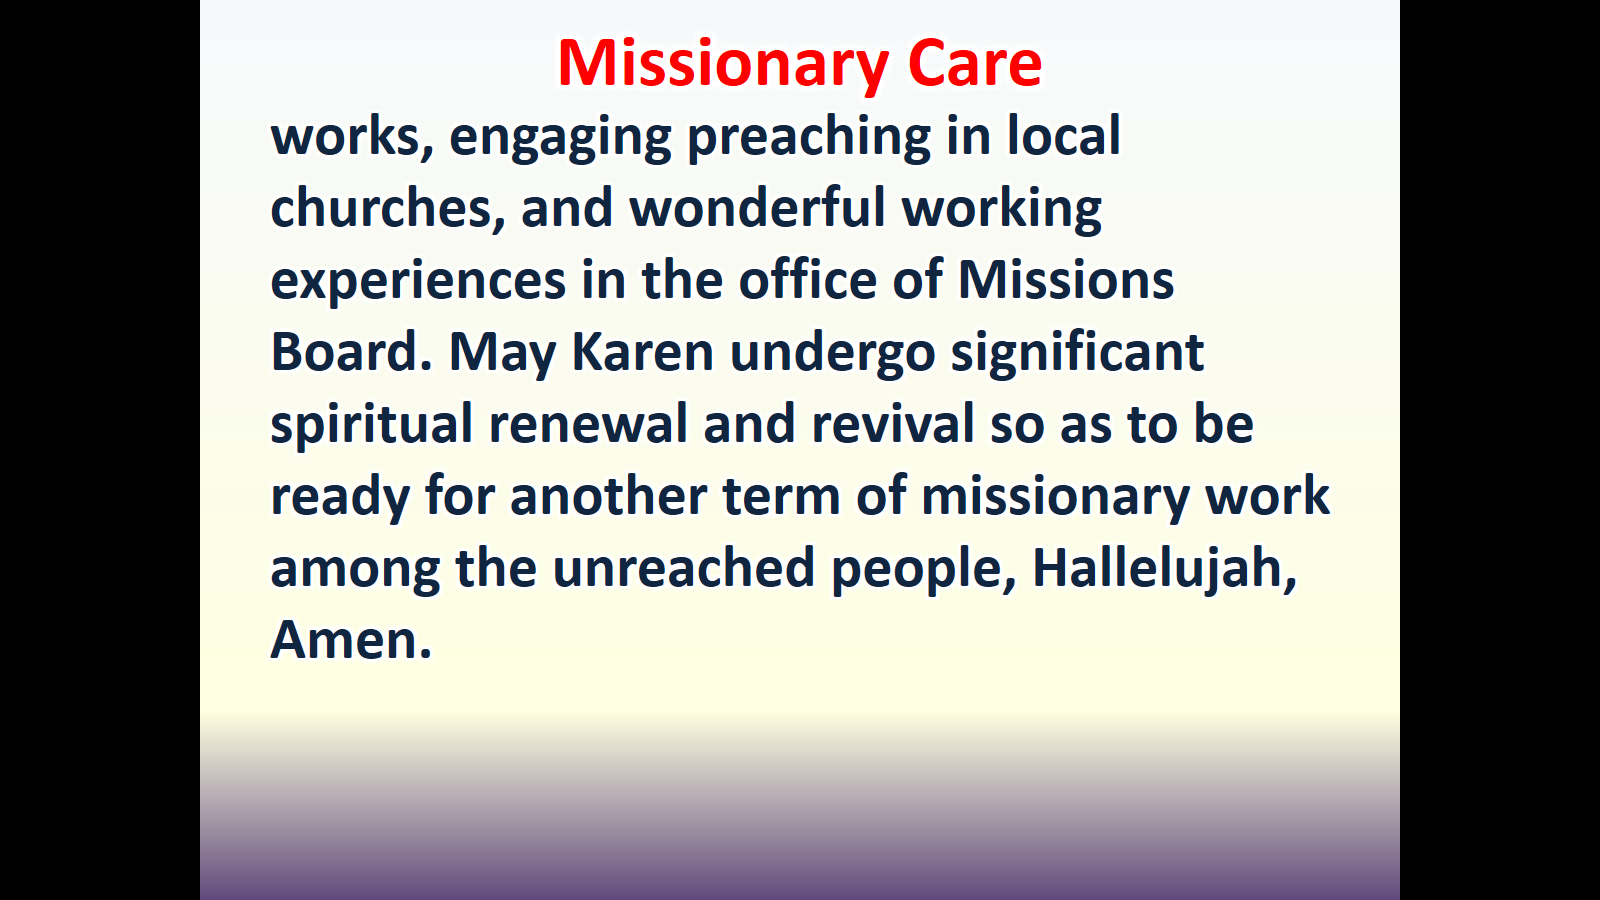 Missionary Care
works, engaging preaching in local
churches, and wonderful working
experiences in the office of Missions
Board. May Karen undergo significant
spiritual renewal and revival so as to be
ready for another term of missionary work
among the unreached people, Hallelujah,
Amen.